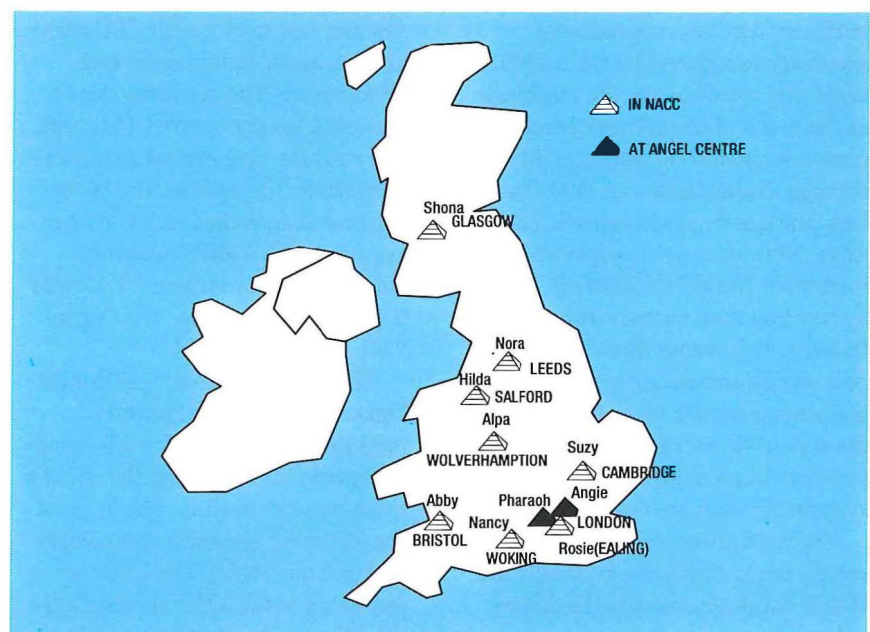 IN NACC
AT ANGEL CENTRE
Shona
GLASGOW
Nora
LEEDS
Hilda
SALFORD
Alpa
WOLVERHAMPTON
Suzy
CAMBRIDGE
Pharaoh Angie
Abby
Nancy
LONDON
BRISTOL
WOKING
Rosie(EALING)